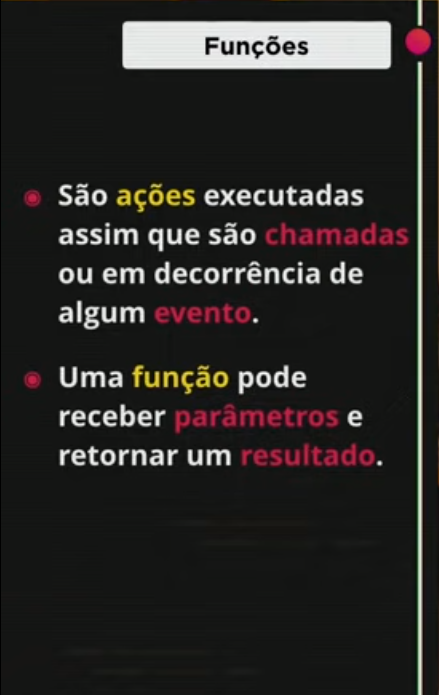 Funções
São ações executadas
assim que são chamadas
ou em decorrência de
algum evento.
Uma função pode
receber parâmetros e
retornar um resultado.